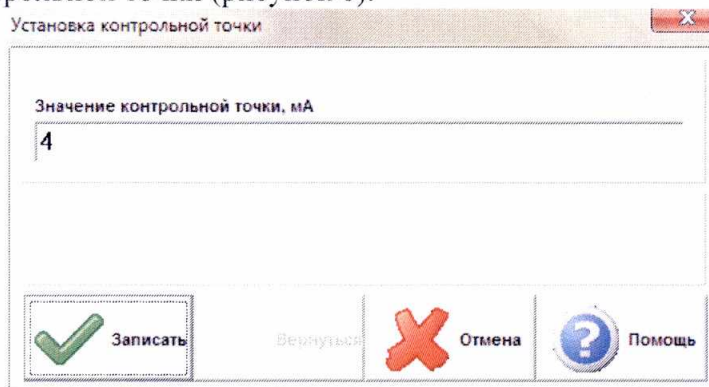 Установка контрольной точки
Значение контрольной точки, мА
4
Записать
Вернуться
Отмена
Помощь